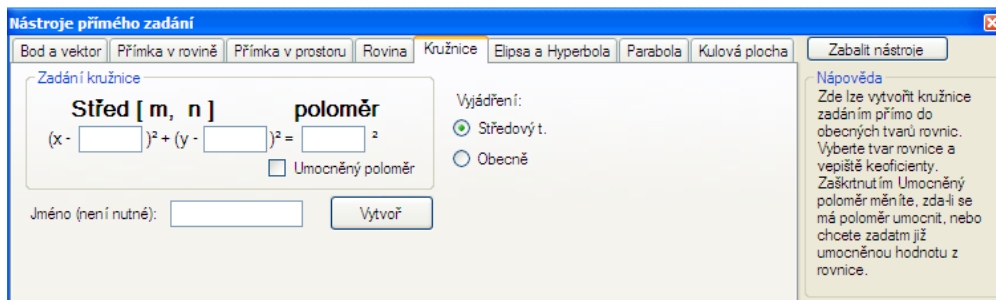 Nástroje přímého zadání
Bod a vektor Přímka v rovině Přímka v prostoru Rovina Kružnice Elipsa a Hyperbola Parabola Kulová plocha
Zabalit nástroje
Zadání kružnice
Střed [ m, n ] poloměr
(x - )² + (y - )² = ²
Umocněný poloměr
Jméno (není nutné):
Vytvoř
Vyjádření:
Středový t.
Obecně
Nápověda
Zde lze vytvořit kružnice
zadáním přímo do
obecných tvarů rovnic.
Vyberte tvar rovnice a
vepiště keoficienty.
Zaškrtnutím Umocněný
poloměr měníte, zda-li se
má poloměr umocnit, nebo
chcete zadatm již
umocněnou hodnotu z
rovnice.